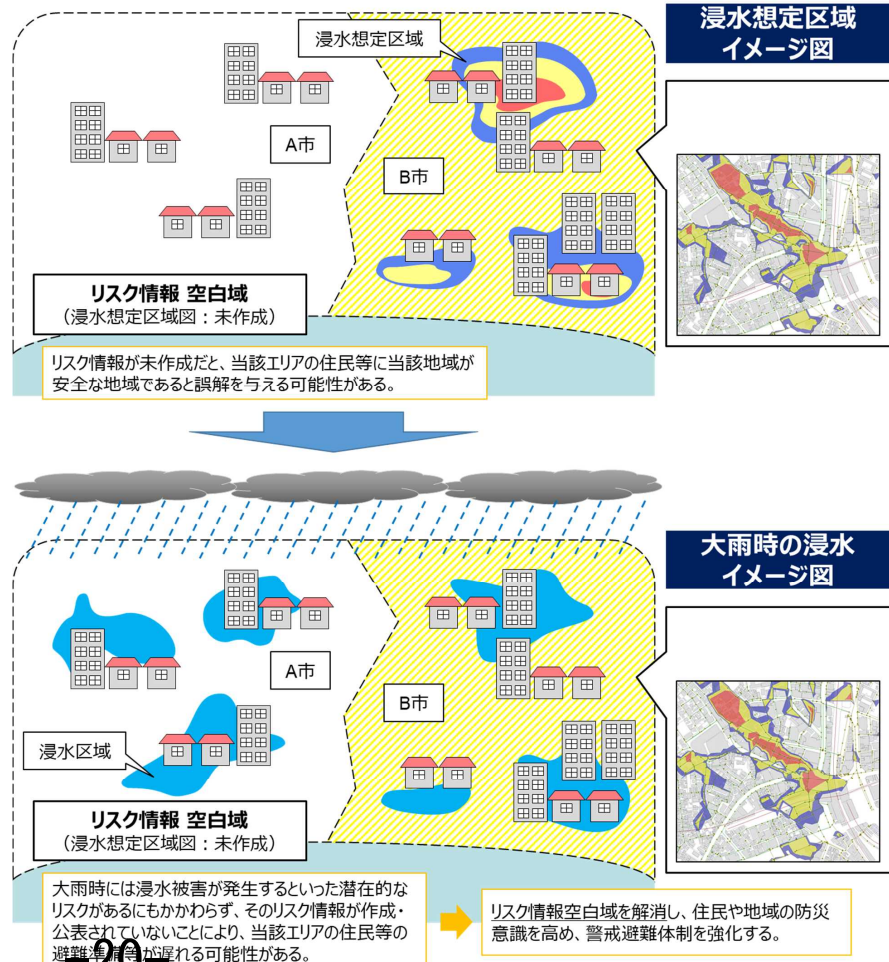 浸水想定区域
イメージ図
浸水想定区域
A市
B市
リスク情報 空白域
（浸水想定区域図：未作成）
リスク情報が未作成だと、当該エリアの住民等に当該地域が
安全な地域であると誤解を与える可能性がある。
大雨時の浸水
イメージ図
A市
B市
浸水区域
リスク情報 空白域
（浸水想定区域図：未作成）
大雨時には浸水被害が発生するといった潜在的な
リスクがあるにもかかわらず、そのリスク情報が作成・
公表されていないことにより、当該エリアの住民等の
避難準備等が遅れる可能性がある。
リスク情報空白域を解消し、住民や地域の防災
意識を高め、警戒避難体制を強化する。
-20-